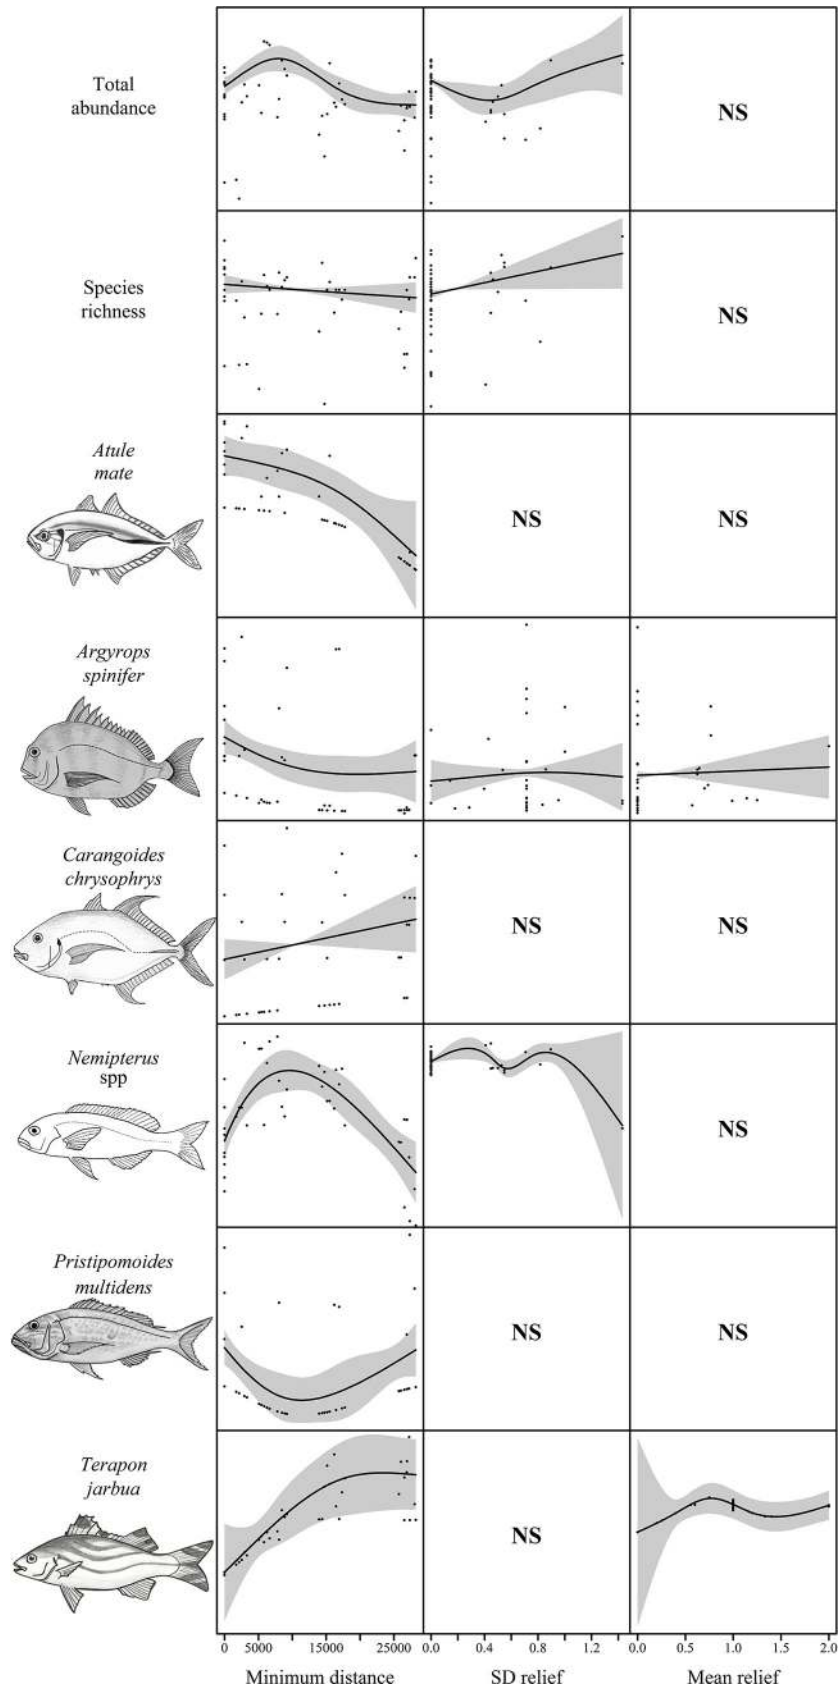 Total
abundance
NS
Species
richness
NS
Atule
mate
NS
NS
Argyrops
spinifer
Carangoides
chrysophrys
NS
NS
Nemipterus
spp
NS
Pristipomoides
multidens
NS
NS
Terapon
jarbua
NS
0 5000 15000 25000
0.0 0.4 0.8 1.2
0.0 0.5 1.0 1.5 2.0
Minimum distance
SD relief
Mean relief